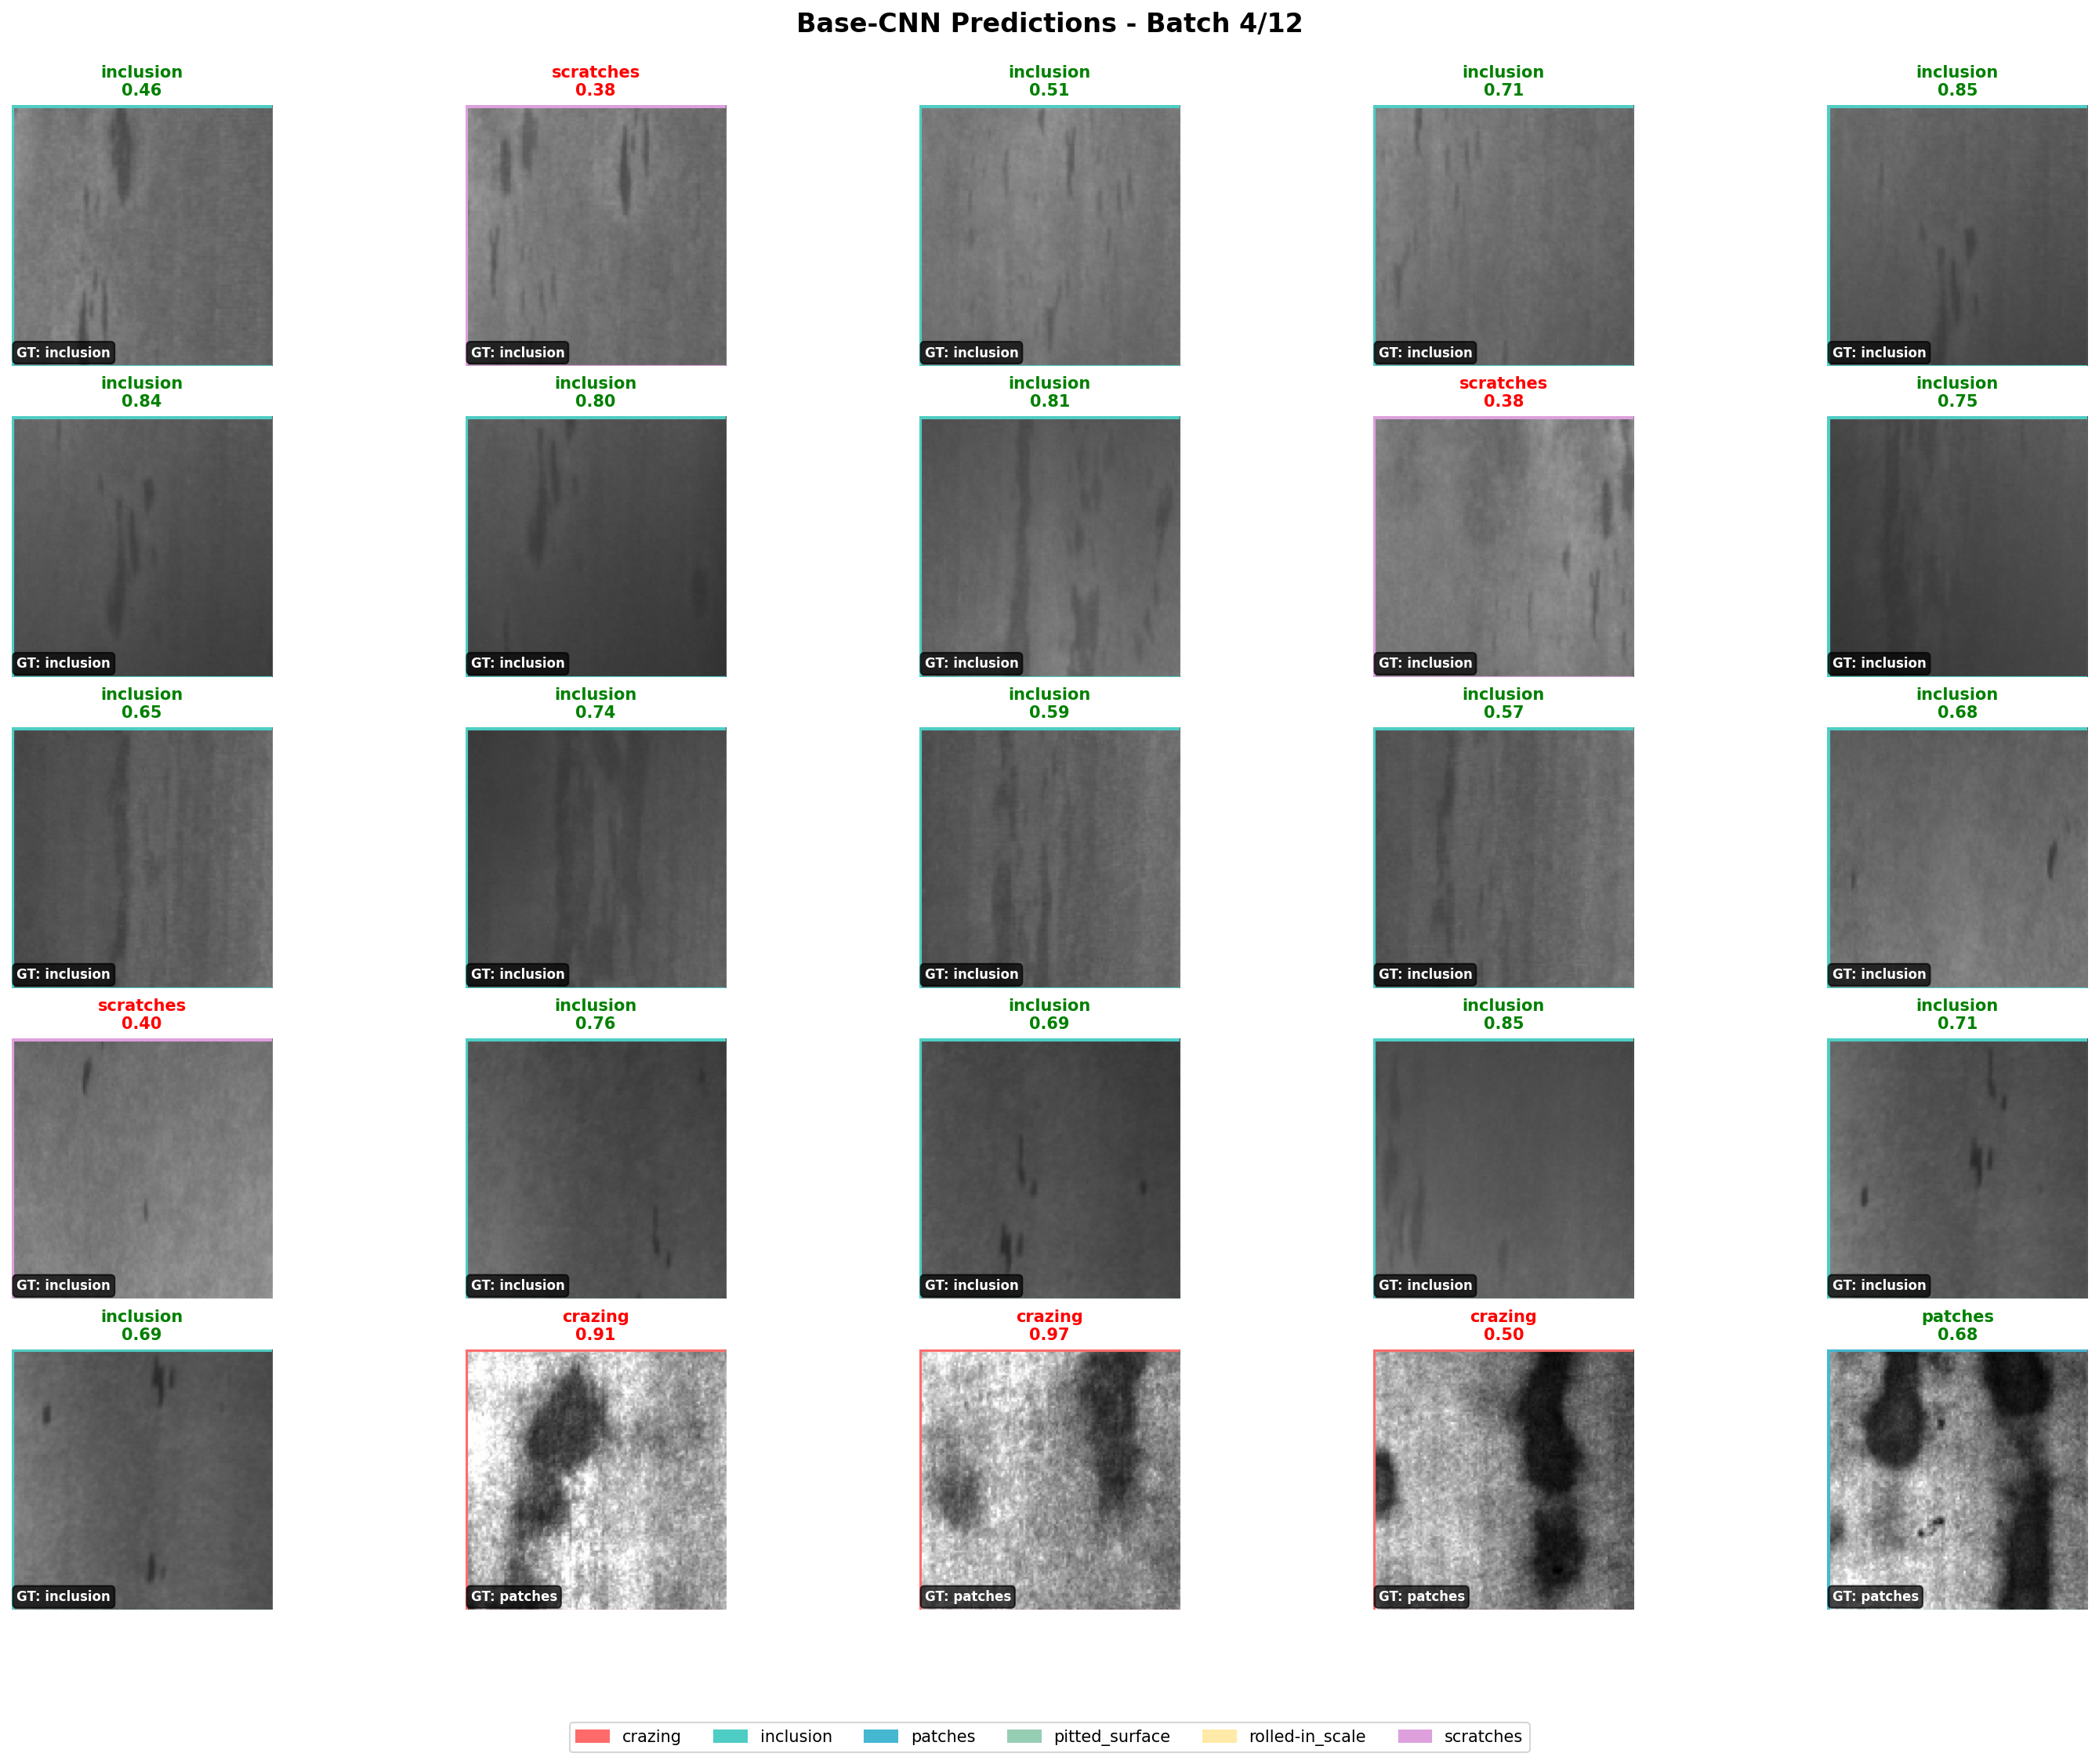 Base-CNN Predictions - Batch 4/12
inclusion
0.46
scratches
0.38
inclusion
0.51
inclusion
0.71
inclusion
0.85
GT: inclusion
GT: inclusion
GT: inclusion
GT: inclusion
GT: inclusion
inclusion
0.84
inclusion
0.80
inclusion
0.81
scratches
0.38
inclusion
0.75
GT: inclusion
GT: inclusion
GT: inclusion
GT: inclusion
GT: inclusion
inclusion
0.65
inclusion
0.74
inclusion
0.59
inclusion
0.57
inclusion
0.68
GT: inclusion
GT: inclusion
GT: inclusion
GT: inclusion
GT: inclusion
scratches
0.40
inclusion
0.76
inclusion
0.69
inclusion
0.85
inclusion
0.71
GT: inclusion
GT: inclusion
GT: inclusion
GT: inclusion
GT: inclusion
inclusion
0.69
crazing
0.91
crazing
0.97
crazing
0.50
patches
0.68
GT: inclusion
GT: patches
GT: patches
GT: patches
GT: patches
crazing inclusion patches pitted_surface rolled-in_scale scratches